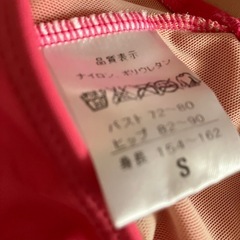 品質表示
ナイロン、ポリウレタン
バスト 72~80
ヒップ 82~90
身長 154~162
S